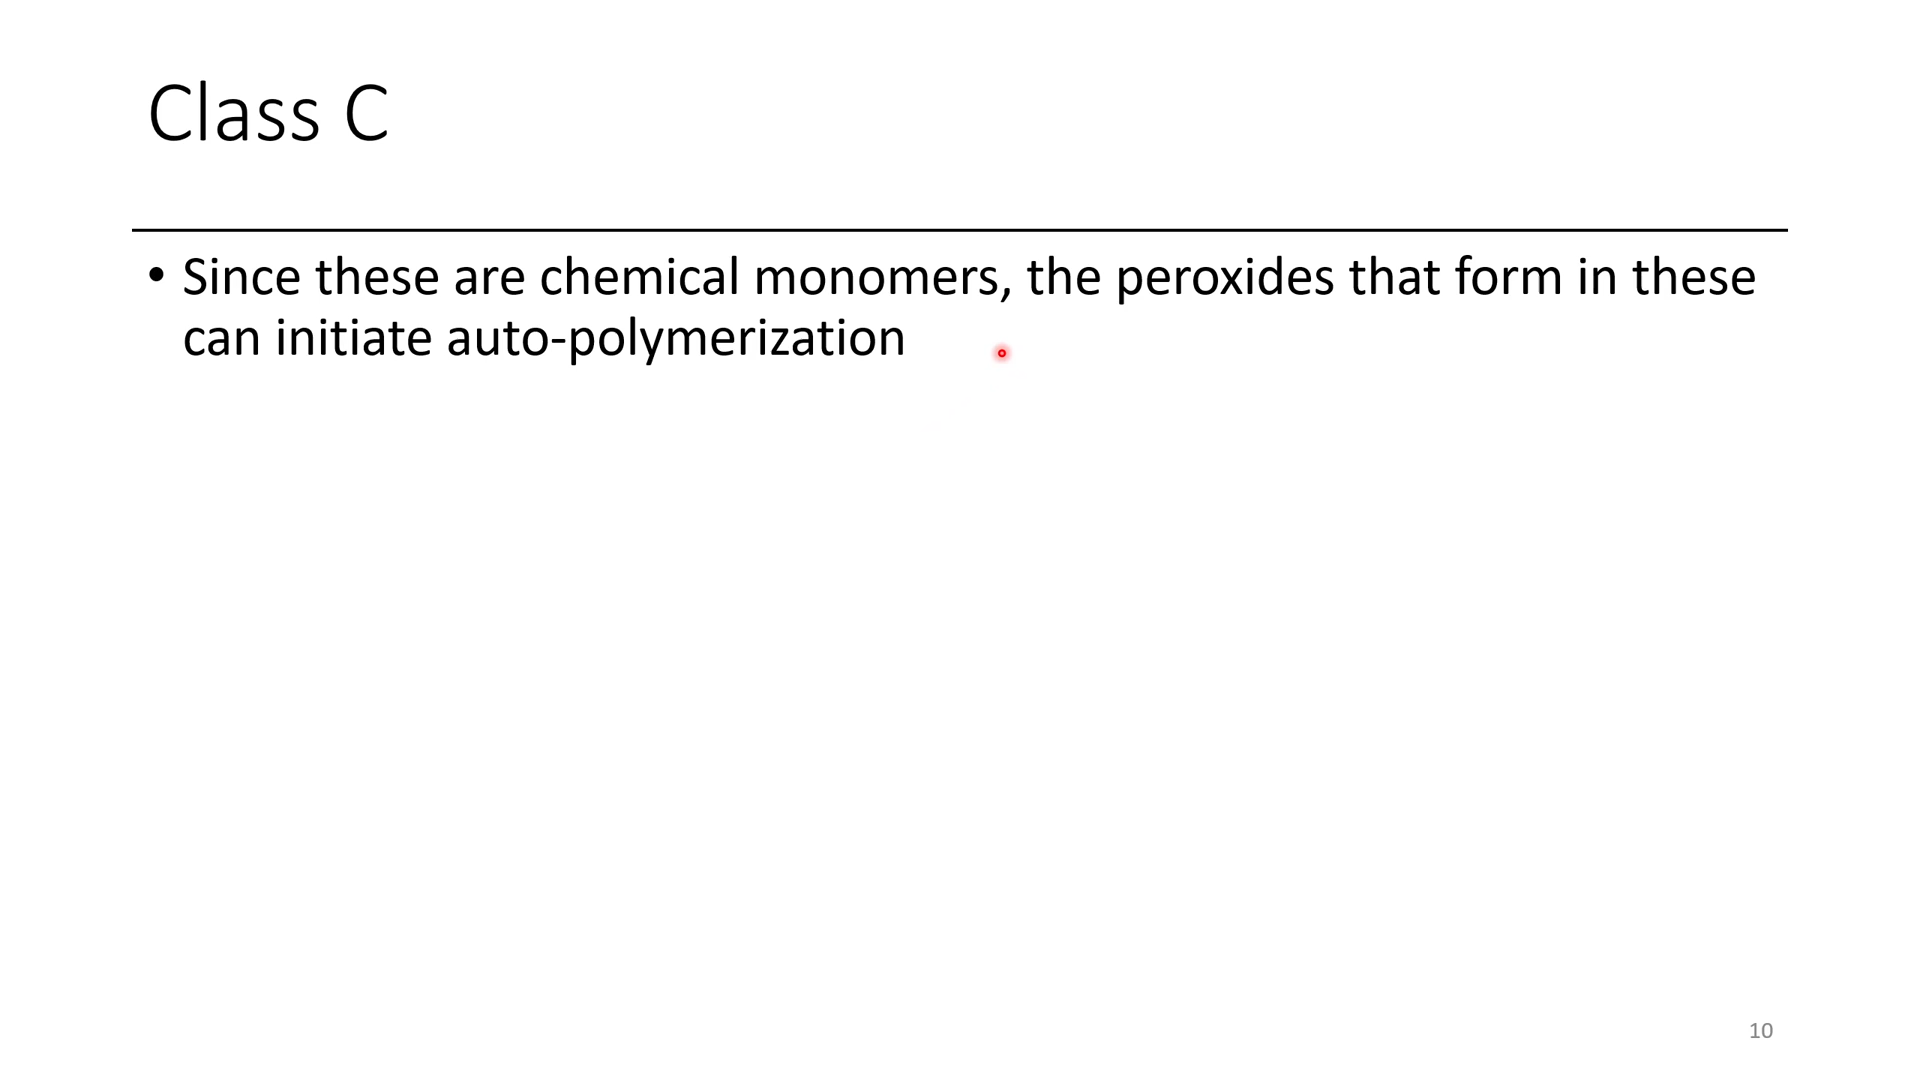 Class C
• Since these are chemical monomers, the peroxides that form in these
can initiate auto-polymerization
10